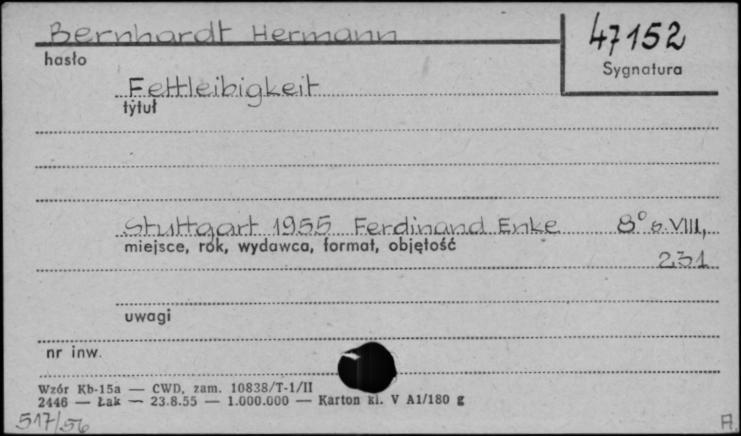 Bernhardt Hermann
47152
hasło
Sygnatura
Fettleibigkeit
tytuł
Stuttgart 1955 Ferdinand Enke 8° s. VIII,
miejsce, rok, wydawca, format, objętość
231
uwagi
nr inw.
Wzór Kb-15a — CWD, zam. 10838/T-1/II
2446 — Łak — 23.8.55 — 1.000.000 — Karton kl. V A1/180 g
517/56
A.